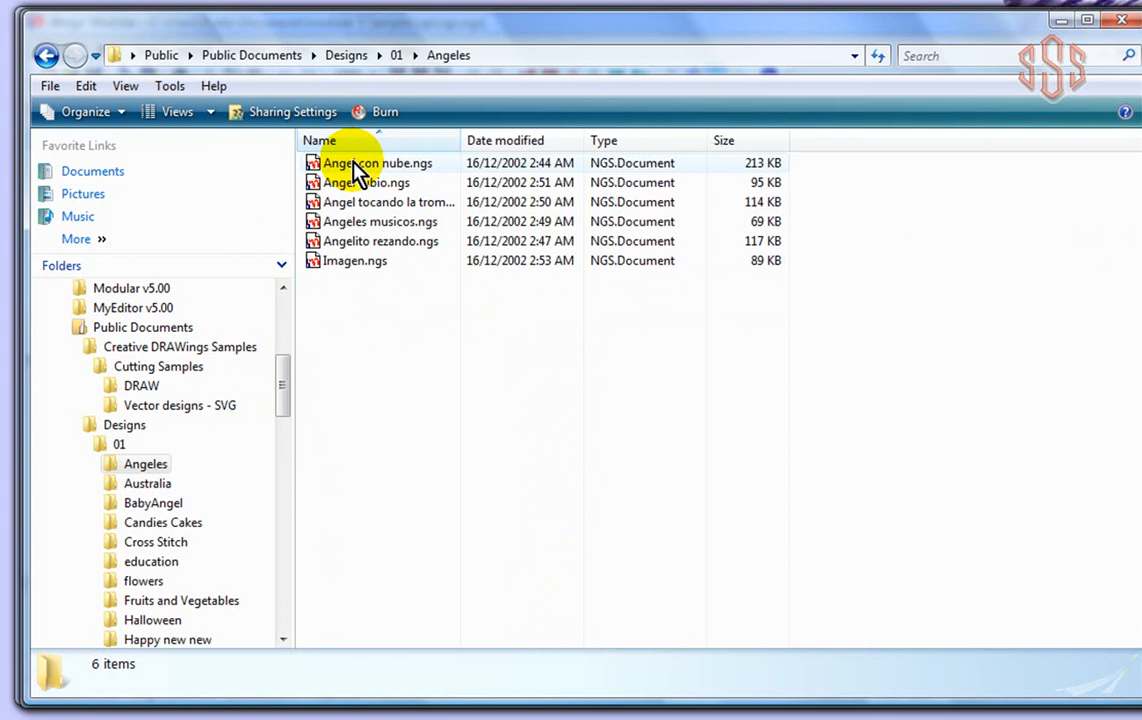 Public Public Documents Designs 01 Angeles
Search
SSS
File Edit View Tools Help
Organize Views Sharing Settings Burn
Favorite Links
Documents
Pictures
Music
More »
Folders
Modular v5.00
MyEditor v5.00
Public Documents
Creative DRAWings Samples
Cutting Samples
DRAW
Vector designs - SVG
Designs
01
Angeles
Australia
BabyAngel
Candies Cakes
Cross Stitch
education
flowers
Fruits and Vegetables
Halloween
Happy new new
Name Date modified Type Size
Angel con nube.ngs 16/12/2002 2:44 AM NGS.Document 213 KB
16/12/2002 2:51 AM NGS.Document 95 KB
Angel tocando la trom... 16/12/2002 2:50 AM NGS.Document 114 KB
Angeles musicos.ngs 16/12/2002 2:49 AM NGS.Document 69 KB
Angelito rezando.ngs 16/12/2002 2:47 AM NGS.Document 117 KB
Imagen.ngs 16/12/2002 2:53 AM NGS.Document 89 KB
6 items